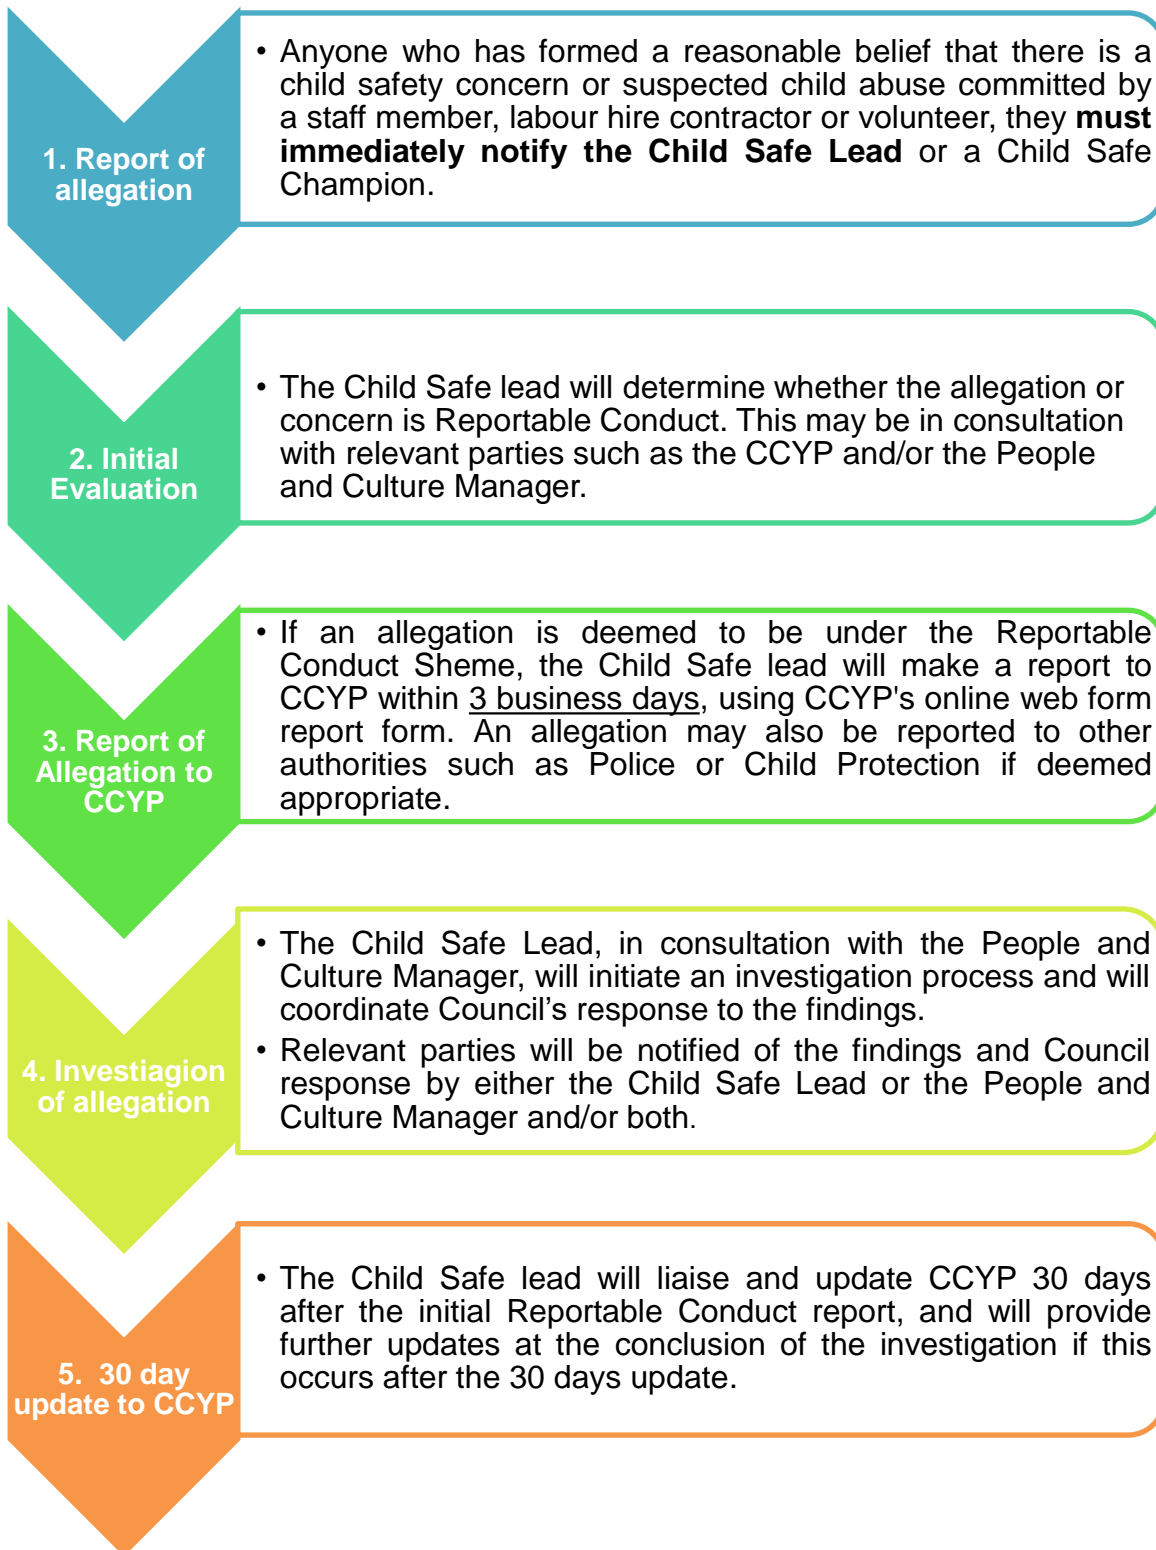 1. Report of
allegation
• Anyone who has formed a reasonable belief that there is a
child safety concern or suspected child abuse committed by
a staff member, labour hire contractor or volunteer, they must
immediately notify the Child Safe Lead or a Child Safe
Champion.
2. Initial
Evaluation
• The Child Safe lead will determine whether the allegation or
concern is Reportable Conduct. This may be in consultation
with relevant parties such as the CCYP and/or the People
and Culture Manager.
3. Report of
Allegation to
CCYP
• If an allegation is deemed to be under the Reportable
Conduct Sheme, the Child Safe lead will make a report to
CCYP within 3 business days, using CCYP's online web form
report form. An allegation may also be reported to other
authorities such as Police or Child Protection if deemed
appropriate.
4. Investiagion
of allegation
• The Child Safe Lead, in consultation with the People and
Culture Manager, will initiate an investigation process and will
coordinate Council’s response to the findings.
• Relevant parties will be notified of the findings and Council
response by either the Child Safe Lead or the People and
Culture Manager and/or both.
5. 30 day
update to CCYP
• The Child Safe lead will liaise and update CCYP 30 days
after the initial Reportable Conduct report, and will provide
further updates at the conclusion of the investigation if this
occurs after the 30 days update.